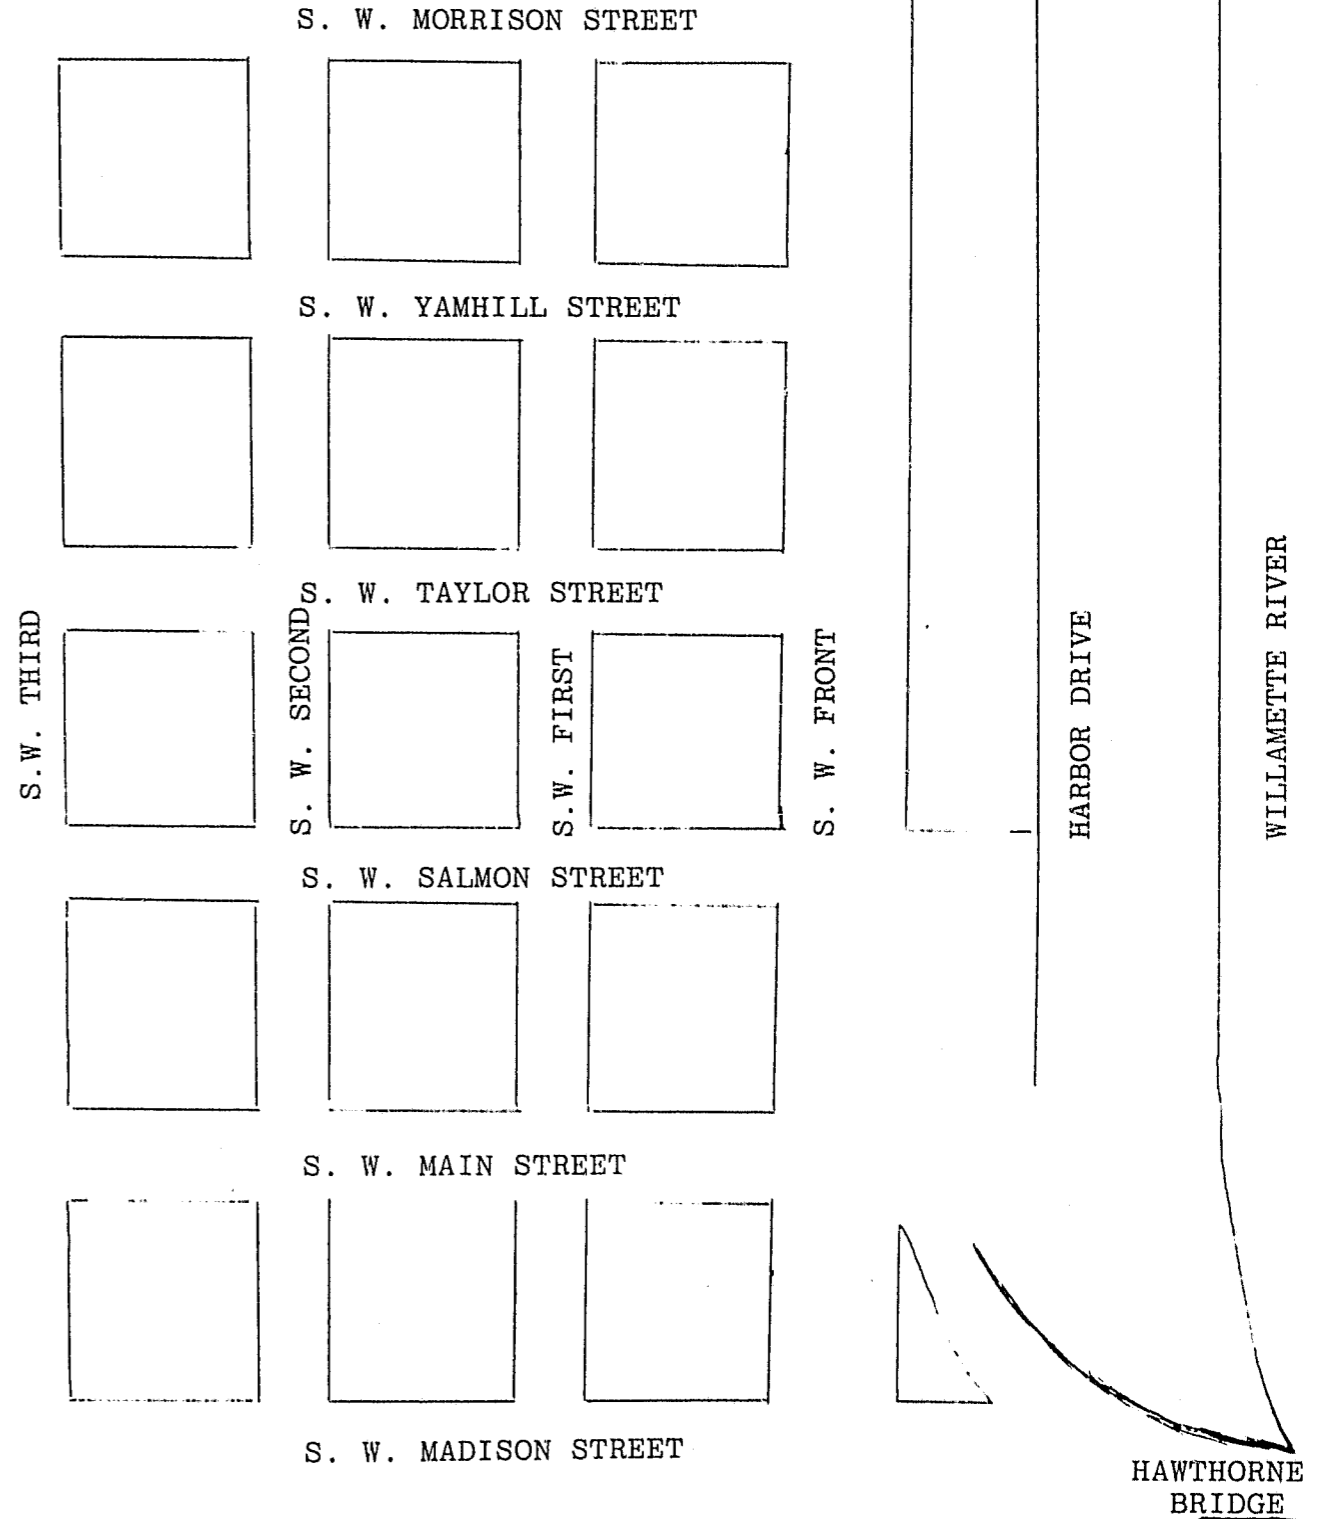 S. W. MORRISON STREET
S. W. YAMHILL STREET
S. W. TAYLOR STREET
S.W. THIRD
S. W. SECOND
S.W. FIRST
S. W. FRONT
HARBOR DRIVE
WILLAMETTE RIVER
S. W. SALMON STREET
S. W. MAIN STREET
S. W. MADISON STREET
HAWTHORNE
BRIDGE